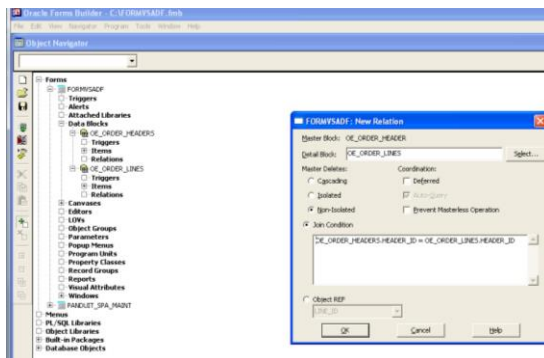 Oracle Forms Builder - C:\FORMYSADF.fmb
File Edit View Navigator Program Tools Window Help
Object Navigator
Forms
FORMYSADF
Triggers
Alerts
Attached Libraries
Data Blocks
OE_ORDER_HEADERS
Triggers
Items
Relations
OE_ORDER_LINES
Triggers
Items
Relations
Canvases
Editors
LOVs
Object Groups
Parameters
Popup Menus
Program Units
Property Classes
Record Groups
Reports
Visual Attributes
Windows
PANDUIT_SPA_MAINT
Menus
PL/SQL Libraries
Object Libraries
Built-in Packages
Database Objects
FORMYSADF: New Relation
Master Block: OE_ORDER_HEADER
Detail Block: OE_ORDER_LINES Select...
Master Deletes: Coordination:
Cascading Deferred
Isolated Auto-Query
Non-Isolated Prevent Masterless Operation
Join Condition
OE_ORDER_HEADERS.HEADER_ID = OE_ORDER_LINES.HEADER_ID
Object REF
LINE_ID
OK Cancel Help